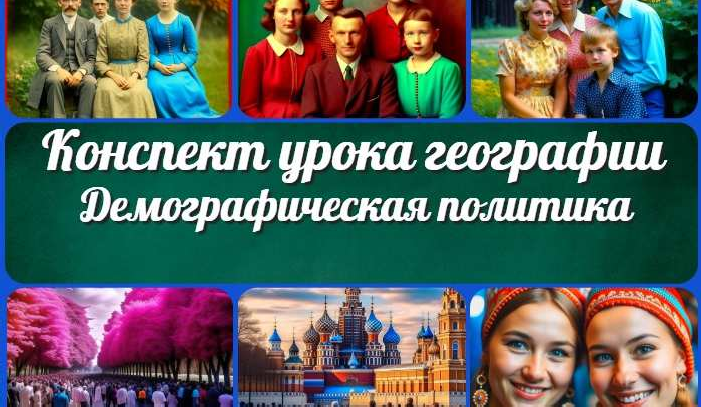 Конспект урока географии
Демографическая политика